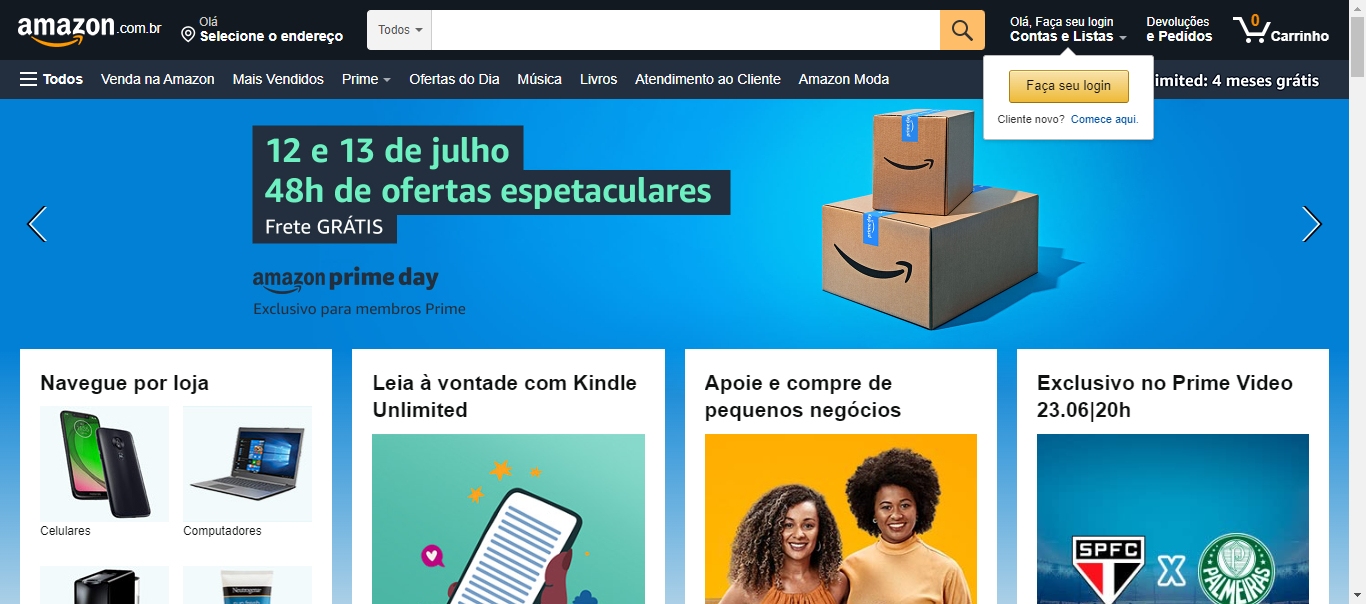 amazon.com.br
Olá
Selecione o endereço
Todos
Olá, Faça seu login
Contas e Listas
Devoluções
e Pedidos
0
Carrinho
Todos
Venda na Amazon
Mais Vendidos
Prime
Ofertas do Dia
Música
Livros
Atendimento ao Cliente
Amazon Moda
imited: 4 meses grátis
Faça seu login
Cliente novo? Comece aqui.
12 e 13 de julho
48h de ofertas espetaculares
Frete GRÁTIS
amazon prime day
Exclusivo para membros Prime
Navegue por loja
Celulares
Computadores
Leia à vontade com Kindle
Unlimited
Apoie e compre de
pequenos negócios
Exclusivo no Prime Video
23.06|20h
SPFC
X
PALMEIRAS
Neutrogena